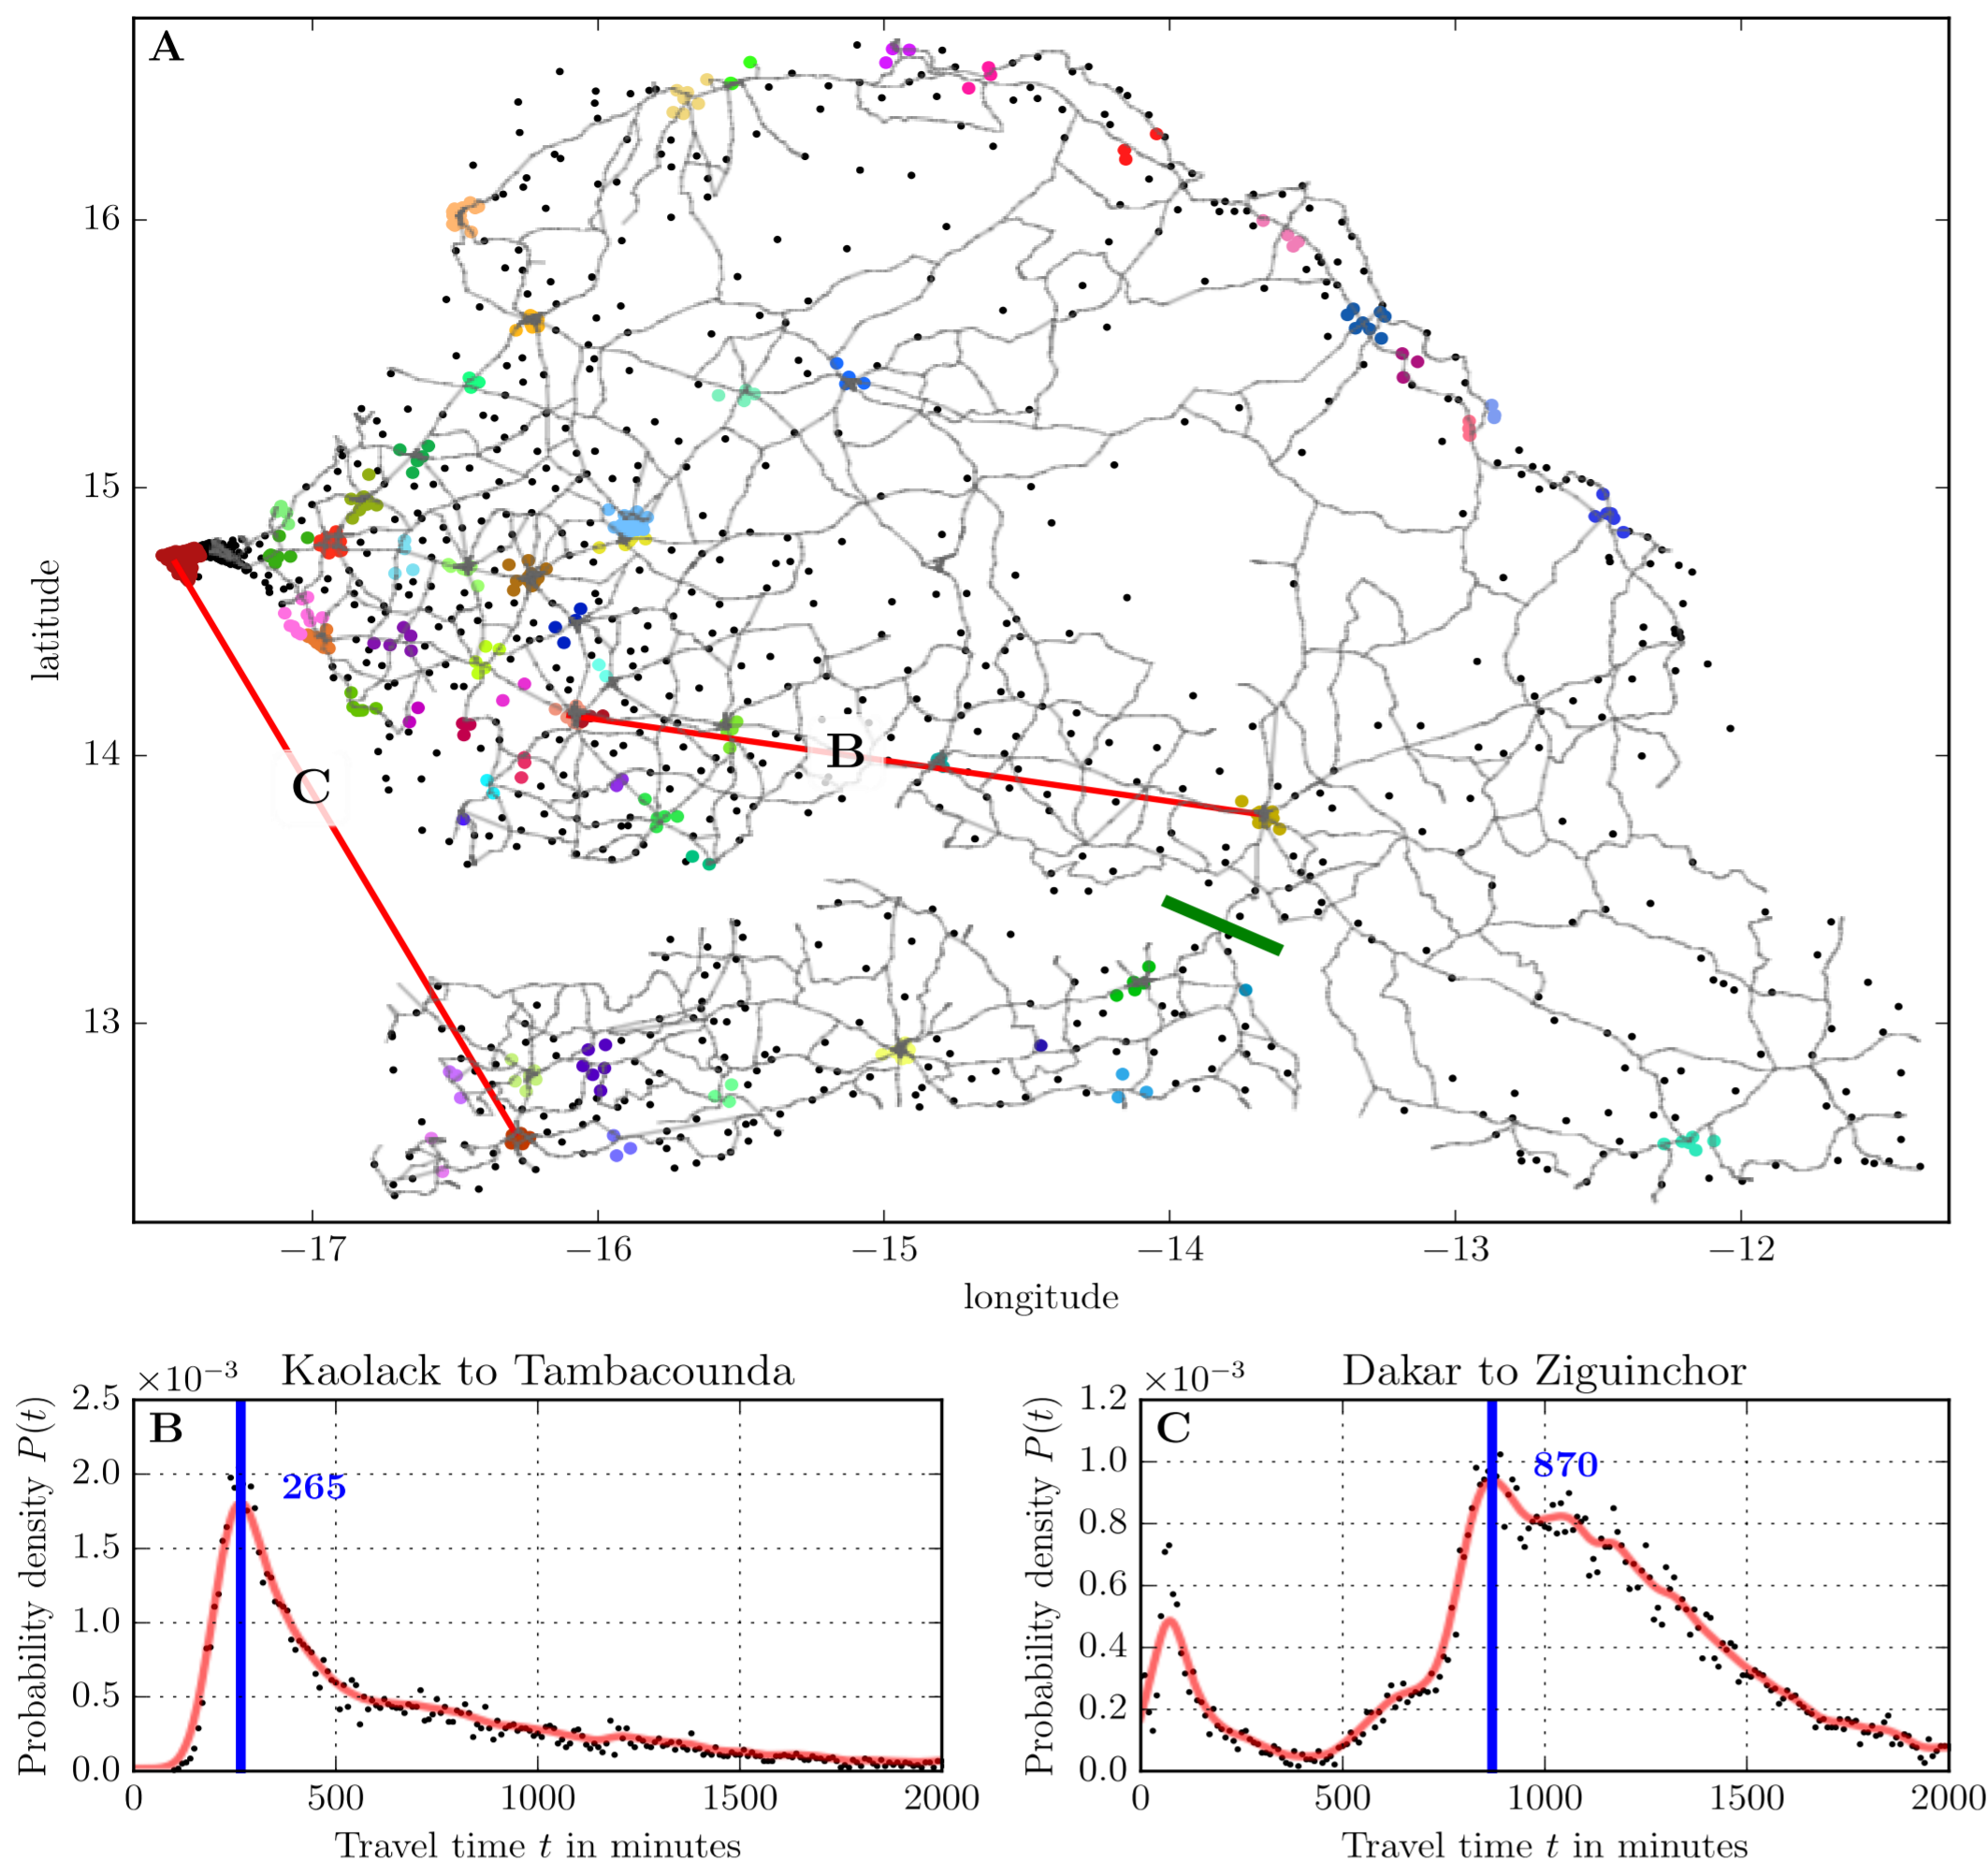 A
16
15
14
13
latitude
C
B
−17 −16 −15 −14 −13 −12
longitude
×10⁻³ Kaolack to Tambacounda
B
265
2.5
2.0
1.5
1.0
0.5
0.0
Probability density P(t)
0 500 1000 1500 2000
Travel time t in minutes
×10⁻³ Dakar to Ziguinchor
C
870
1.2
1.0
0.8
0.6
0.4
0.2
0.0
Probability density P(t)
0 500 1000 1500 2000
Travel time t in minutes